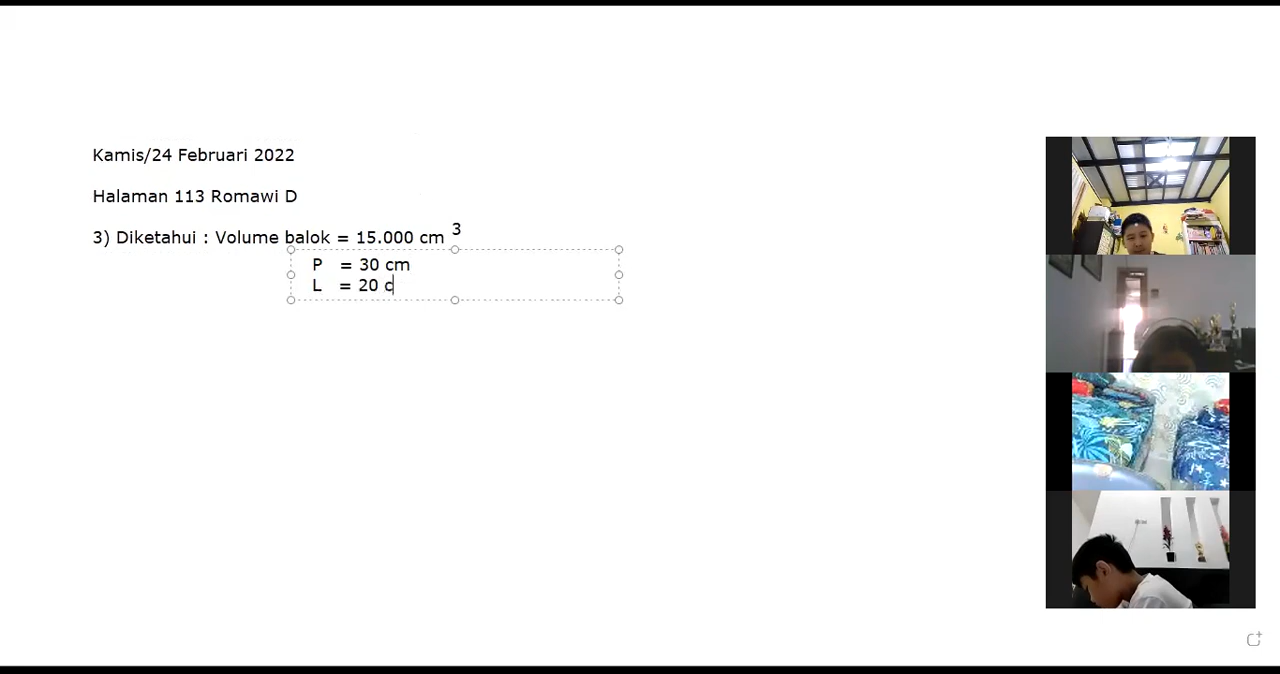 Kamis/24 Februari 2022
Halaman 113 Romawi D
3) Diketahui : Volume balok = 15.000 cm 3
P = 30 cm
L = 20 c